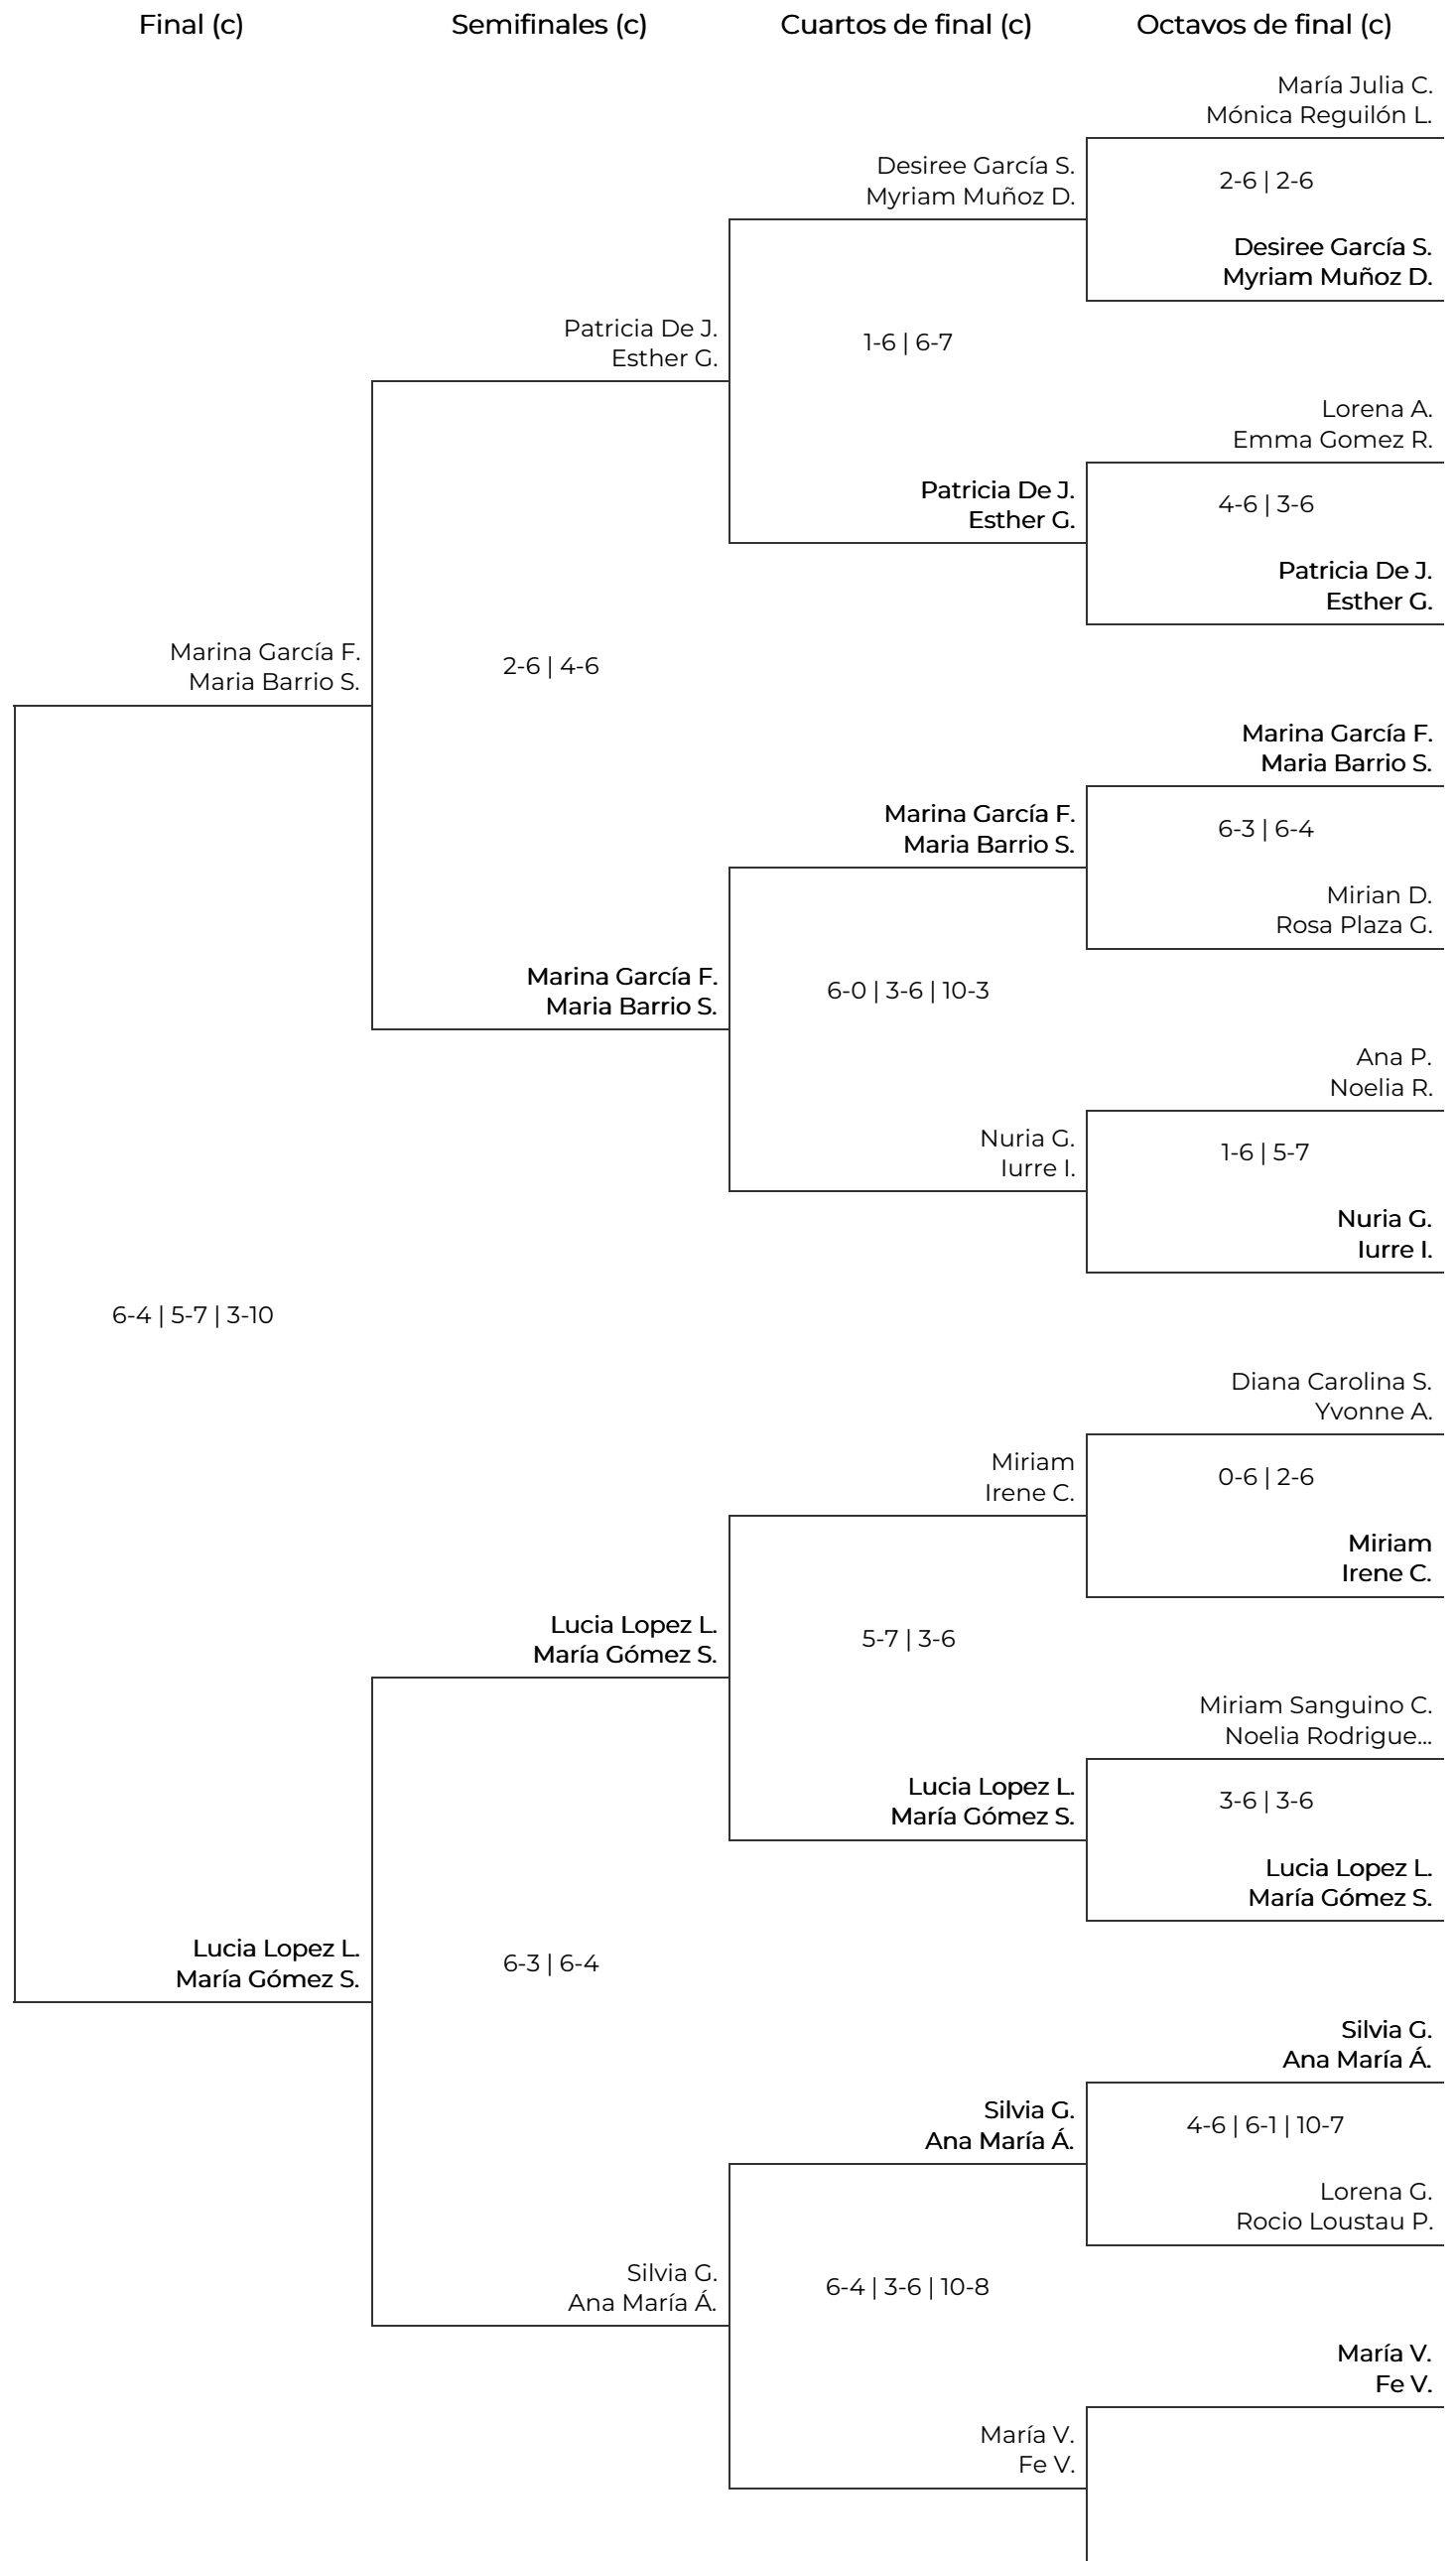 Final (c)
Semifinales (c)
Cuartos de final (c)
Octavos de final (c)
María Julia C.
Mónica Reguilón L.
Desiree García S.
Myriam Muñoz D.
2-6 | 2-6
Desiree García S.
Myriam Muñoz D.
Patricia De J.
Esther G.
1-6 | 6-7
Lorena A.
Emma Gomez R.
Patricia De J.
Esther G.
4-6 | 3-6
Patricia De J.
Esther G.
Marina García F.
Maria Barrio S.
2-6 | 4-6
Marina García F.
Maria Barrio S.
Marina García F.
Maria Barrio S.
6-3 | 6-4
Mirian D.
Rosa Plaza G.
Marina García F.
Maria Barrio S.
6-0 | 3-6 | 10-3
Ana P.
Noelia R.
Nuria G.
Iurre I.
1-6 | 5-7
Nuria G.
Iurre I.
6-4 | 5-7 | 3-10
Diana Carolina S.
Yvonne A.
Miriam
Irene C.
0-6 | 2-6
Miriam
Irene C.
Lucia Lopez L.
María Gómez S.
5-7 | 3-6
Miriam Sanguino C.
Noelia Rodrigue...
Lucia Lopez L.
María Gómez S.
3-6 | 3-6
Lucia Lopez L.
María Gómez S.
Lucia Lopez L.
María Gómez S.
6-3 | 6-4
Silvia G.
Ana María Á.
Silvia G.
Ana María Á.
4-6 | 6-1 | 10-7
Lorena G.
Rocio Loustau P.
Silvia G.
Ana María Á.
6-4 | 3-6 | 10-8
María V.
Fe V.
María V.
Fe V.